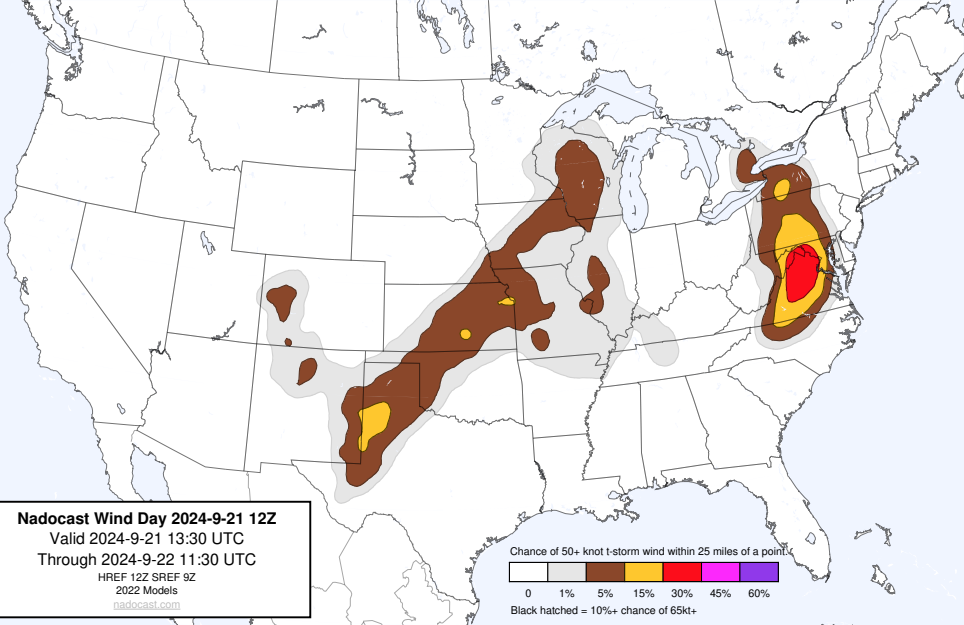 Nadocast Wind Day 2024-9-21 12Z
Valid 2024-9-21 13:30 UTC
Through 2024-9-22 11:30 UTC
HREF 12Z SREF 9Z
2022 Models
nadocast.com
Chance of 50+ knot t-storm wind within 25 miles of a point.
0 1% 5% 15% 30% 45% 60%
Black hatched = 10%+ chance of 65kt+